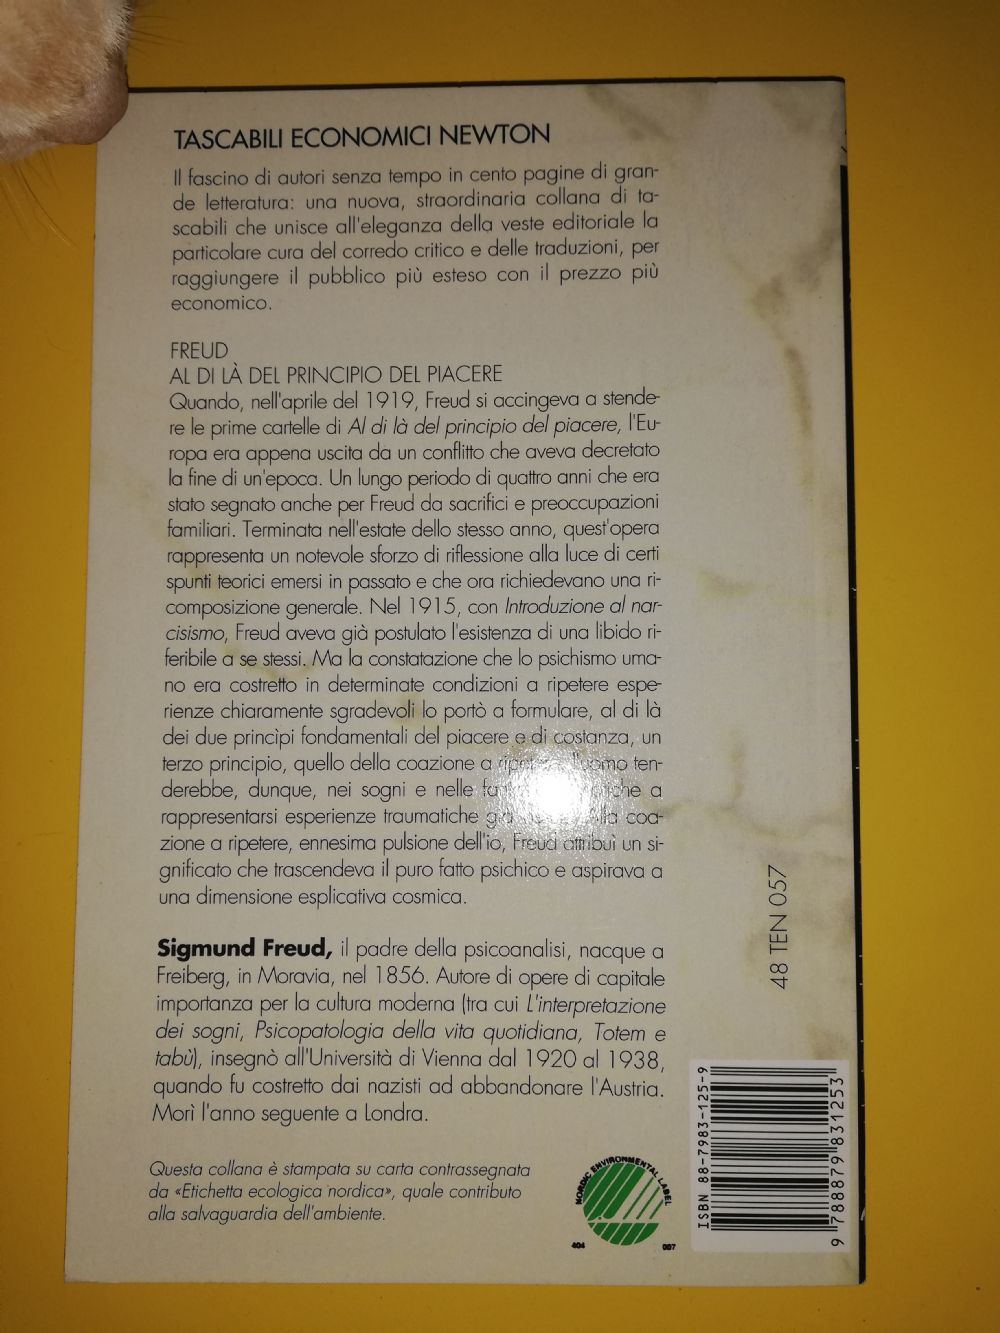 TASCABILI ECONOMICI NEWTON
Il fascino di autori senza tempo in cento pagine di gran-
de letteratura: una nuova, straordinaria collana di ta-
scabili che unisce all'eleganza della veste editoriale la
particolare cura del corredo critico e delle traduzioni, per
raggiungere il pubblico più esteso con il prezzo più
economico.
FREUD
AL DI LÀ DEL PRINCIPIO DEL PIACERE
Quando, nell'aprile del 1919, Freud si accingeva a stende-
re le prime cartelle di Al di là del principio del piacere, l'Eu-
ropa era appena uscita da un conflitto che aveva decretato
la fine di un'epoca. Un lungo periodo di quattro anni che era
stato segnato anche per Freud da sacrifici e preoccupazioni
familiari. Terminata nell'estate dello stesso anno, quest'opera
rappresenta un notevole sforzo di riflessione alla luce di certi
spunti teorici emersi in passato e che ora richiedevano una ri-
composizione generale. Nel 1915, con Introduzione al nar-
cisismo, Freud aveva già postulato l'esistenza di una libido ri-
feribile a se stessi. Ma la constatazione che lo psichismo uma-
no era costretto in determinate condizioni a ripetere espe-
rienze chiaramente sgradevoli lo portò a formulare, al di là
dei due princìpi fondamentali del piacere e di costanza, un
terzo principio, quello della coazione a l'uomo ten-
derebbe, dunque, nei sogni e nelle a
rappresentarsi esperienze traumatiche Alla coa-
zione a ripetere, ennesima pulsione dell'io, Freud attribuì un si-
gnificato che trascendeva il puro fatto psichico e aspirava a
una dimensione esplicativa cosmica.
Sigmund Freud, il padre della psicoanalisi, nacque a
Freiberg, in Moravia, nel 1856. Autore di opere di capitale
importanza per la cultura moderna (tra cui L'interpretazione
dei sogni, Psicopatologia della vita quotidiana, Totem e
tabù), insegnò all'Università di Vienna dal 1920 al 1938,
quando fu costretto dai nazisti ad abbandonare l'Austria.
Morì l'anno seguente a Londra.
Questa collana è stampata su carta contrassegnata
da «Etichetta ecologica nordica», quale contributo
alla salvaguardia dell'ambiente.
NORDIC ENVIRONMENTAL LABEL
404 007
48 TEN 057
ISBN 88-7983-125-9
9 788879 831253